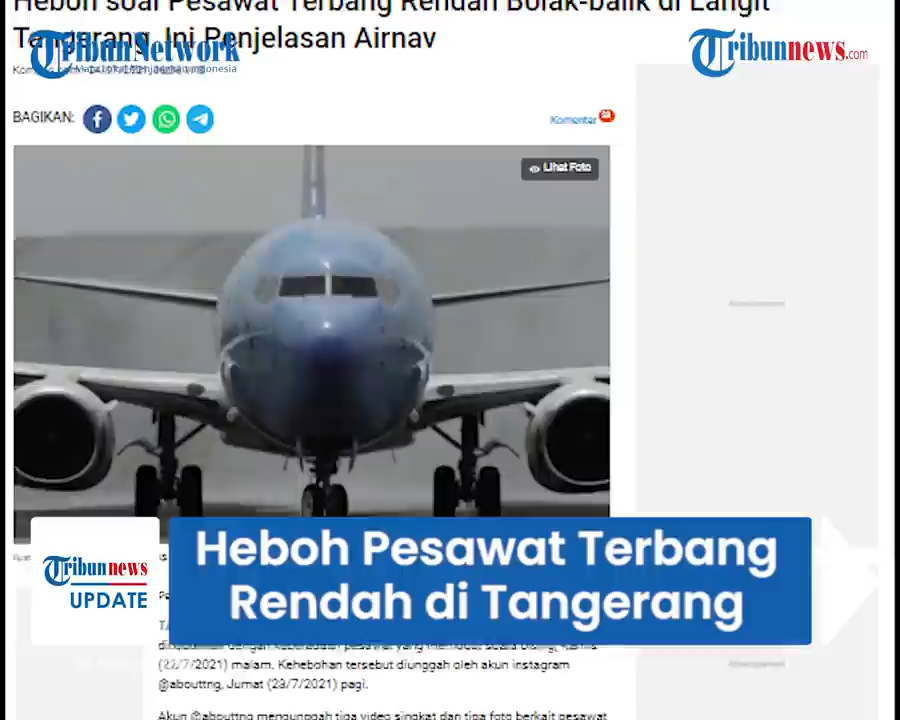 Heboh soal Pesawat Terbang Rendah Bolak-balik di Langit
Tangerang, Ini Penjelasan Airnav
TribunNetwork
Tribunnews.com
BAGIKAN:
Komentar
Lihat Foto
Advertisement
Tribunnews
UPDATE
Heboh Pesawat Terbang
Rendah di Tangerang
(22/7/2021) malam. Kehebohan tersebut diunggah oleh akun instagram
@abouttng, Jumat (23/7/2021) pagi.
Advertisement
Akun @abouttng mengunggah tiga video singkat dan tiga foto berkait pesawat